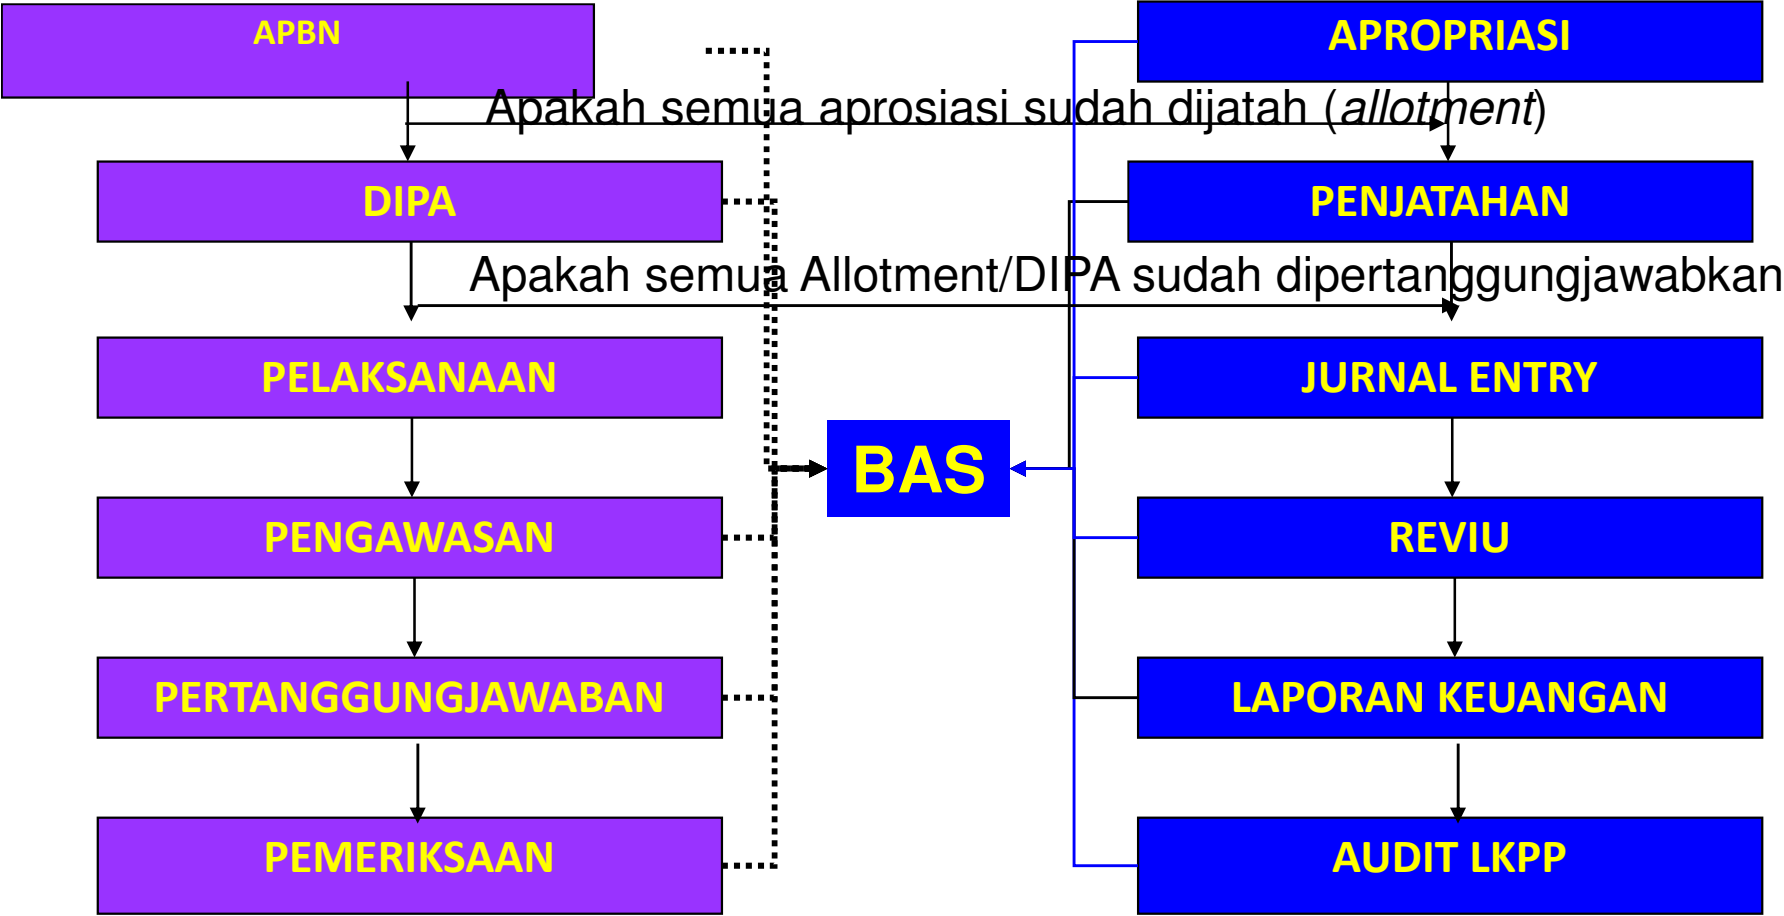 APBN
APROPRIASI
Apakah semua aprosiasi sudah dijatah (allotment)
DIPA
PENJATAHAN
Apakah semua Allotment/DIPA sudah dipertanggungjawabkan
PELAKSANAAN
JURNAL ENTRY
BAS
PENGAWASAN
REVIU
PERTANGGUNGJAWABAN
LAPORAN KEUANGAN
PEMERIKSAAN
AUDIT LKPP